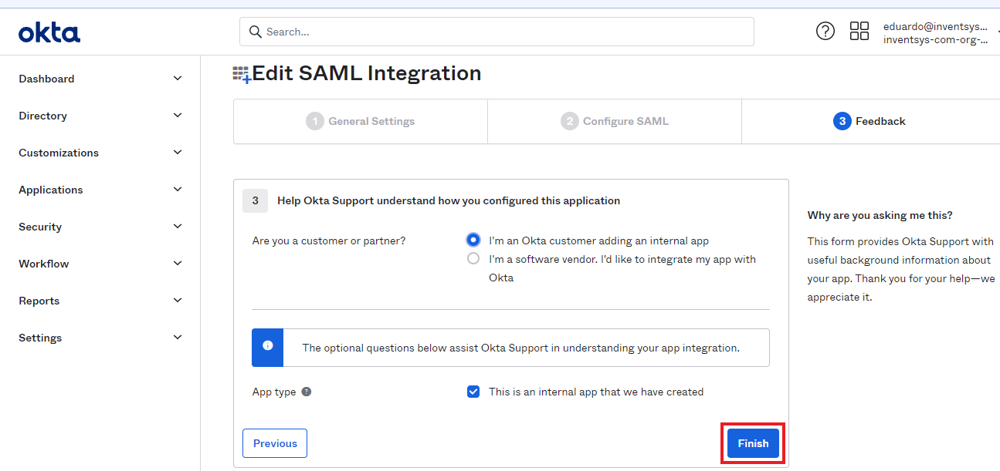 okta
Search...
eduardo@inventsys...
inventsys-com-org-...
Dashboard
Directory
Customizations
Applications
Security
Workflow
Reports
Settings
Edit SAML Integration
1 General Settings
2 Configure SAML
3 Feedback
3 Help Okta Support understand how you configured this application
Are you a customer or partner?
I'm an Okta customer adding an internal app
I'm a software vendor. I'd like to integrate my app with
Okta
The optional questions below assist Okta Support in understanding your app integration.
App type ?
This is an internal app that we have created
Previous
Finish
Why are you asking me this?
This form provides Okta Support with
useful background information about
your app. Thank you for your help—we
appreciate it.